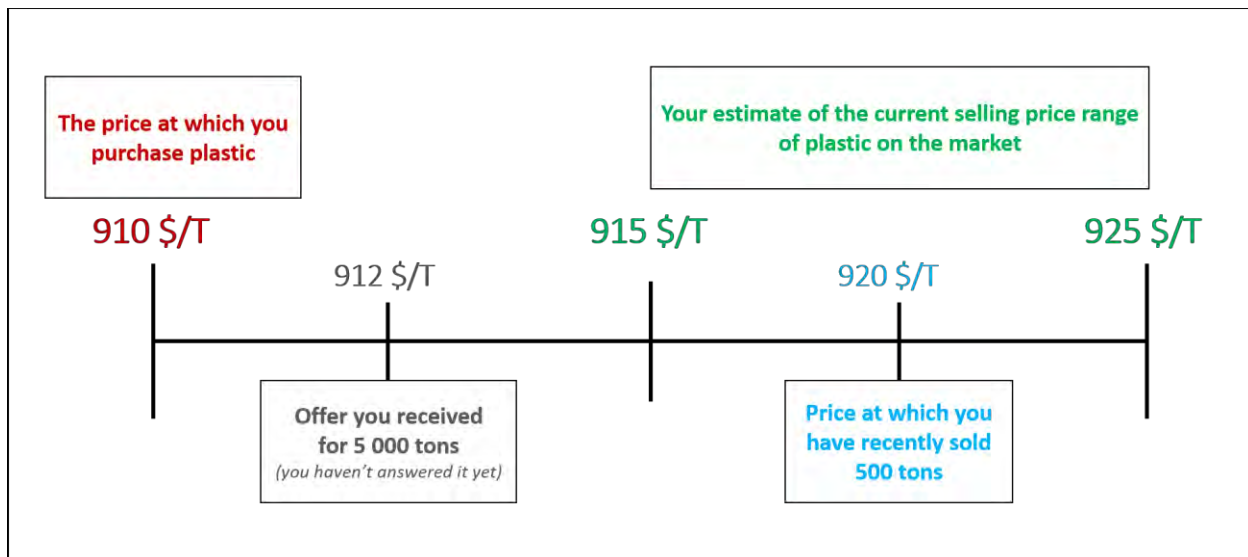 The price at which you
purchase plastic
Your estimate of the current selling price range
of plastic on the market
910 $/T
915 $/T
925 $/T
912 $/T
920 $/T
Offer you received
for 5 000 tons
(you haven't answered it yet)
Price at which you
have recently sold
500 tons